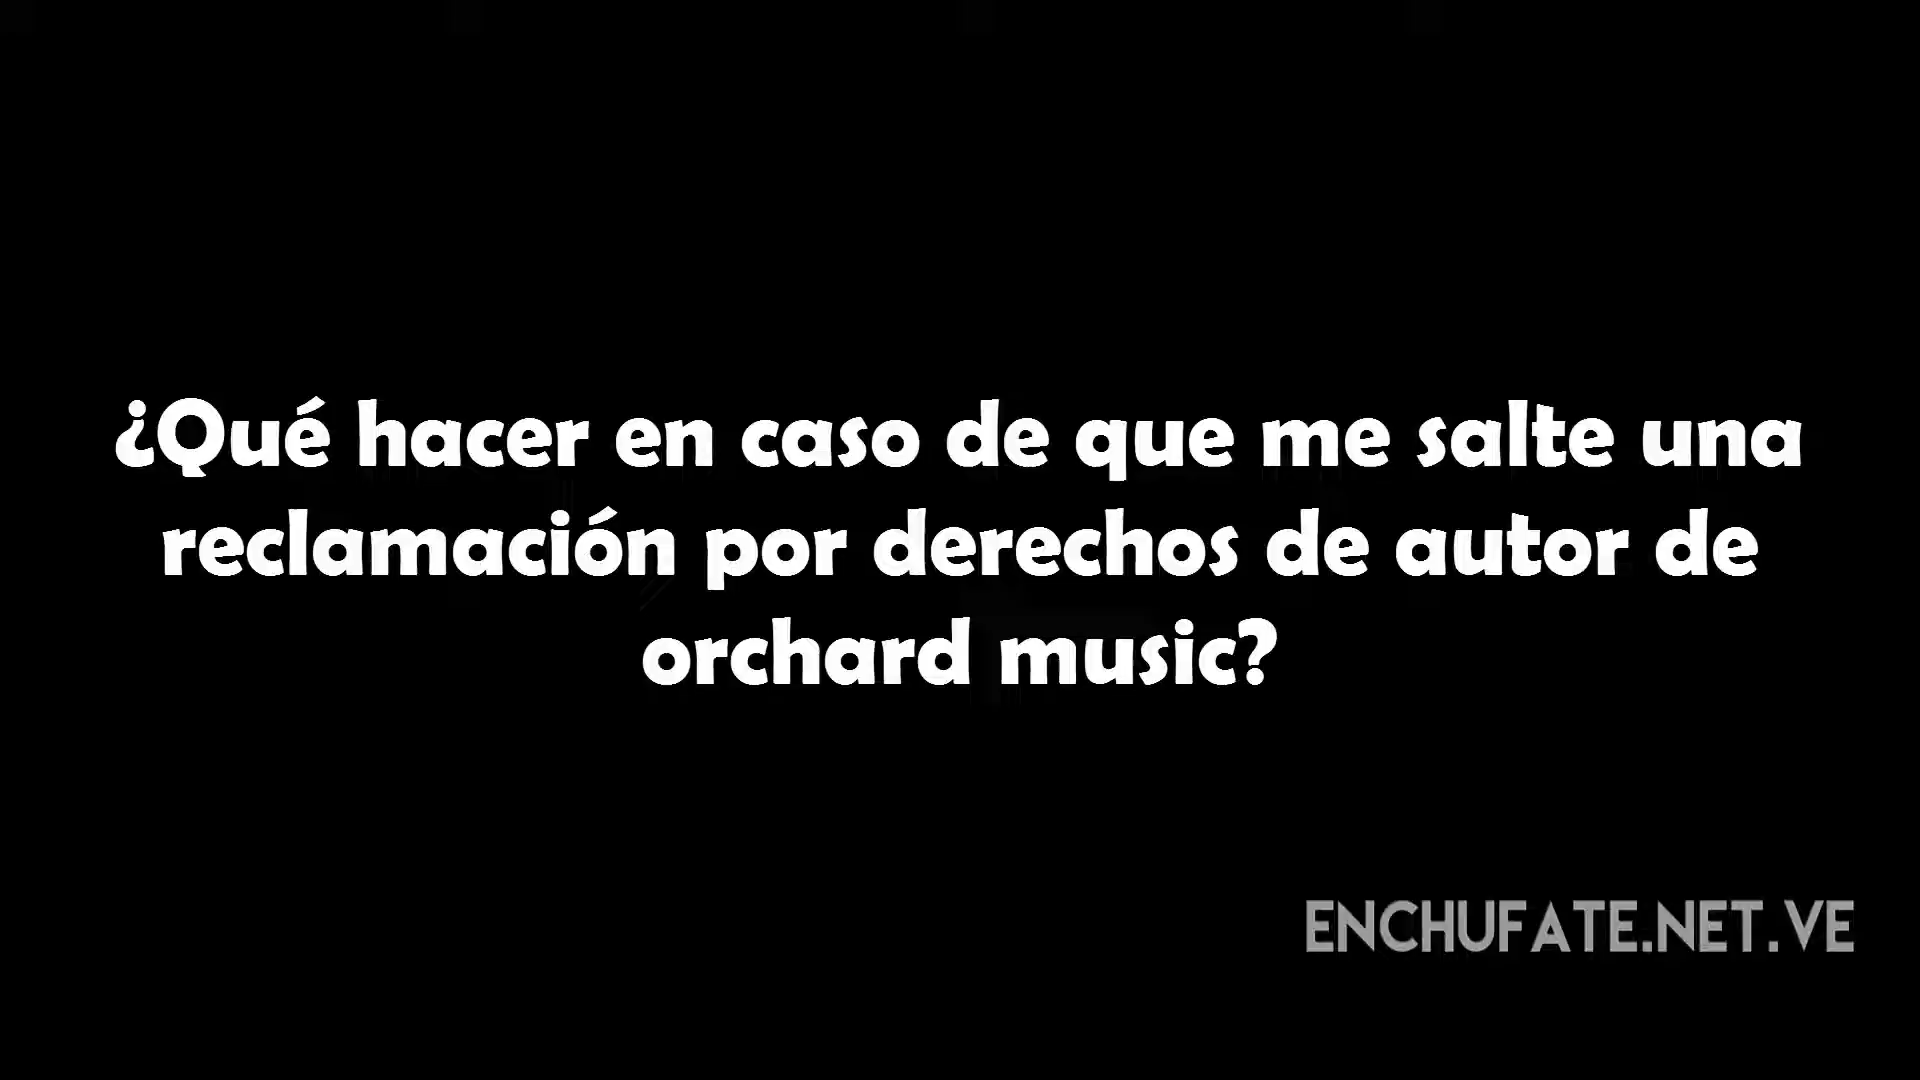 ¿Qué hacer en caso de que me salte una
reclamación por derechos de autor de
orchard music?
ENCHUFATE.NET.VE